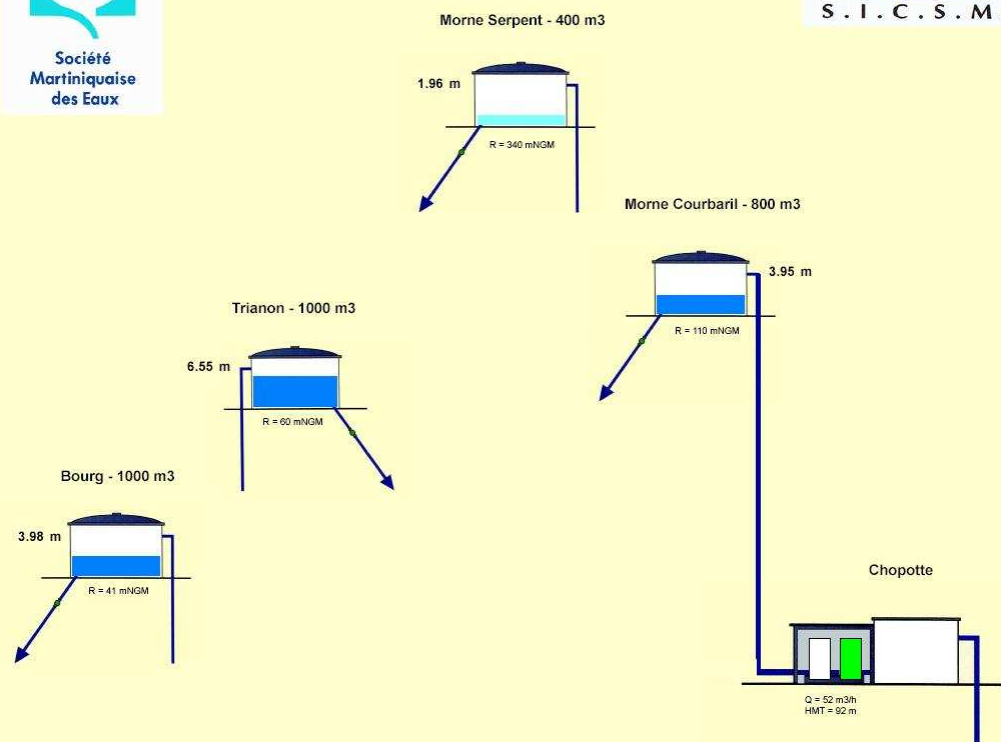 Société
Martiniquaise
des Eaux
S.I.C.S.M
Morne Serpent - 400 m3
1.96 m
R = 340 mNGM
Morne Courbaril - 800 m3
3.95 m
R = 110 mNGM
Trianon - 1000 m3
6.55 m
R = 60 mNGM
Bourg - 1000 m3
3.98 m
R = 41 mNGM
Chopotte
Q = 52 m3/h
HMT = 92 m